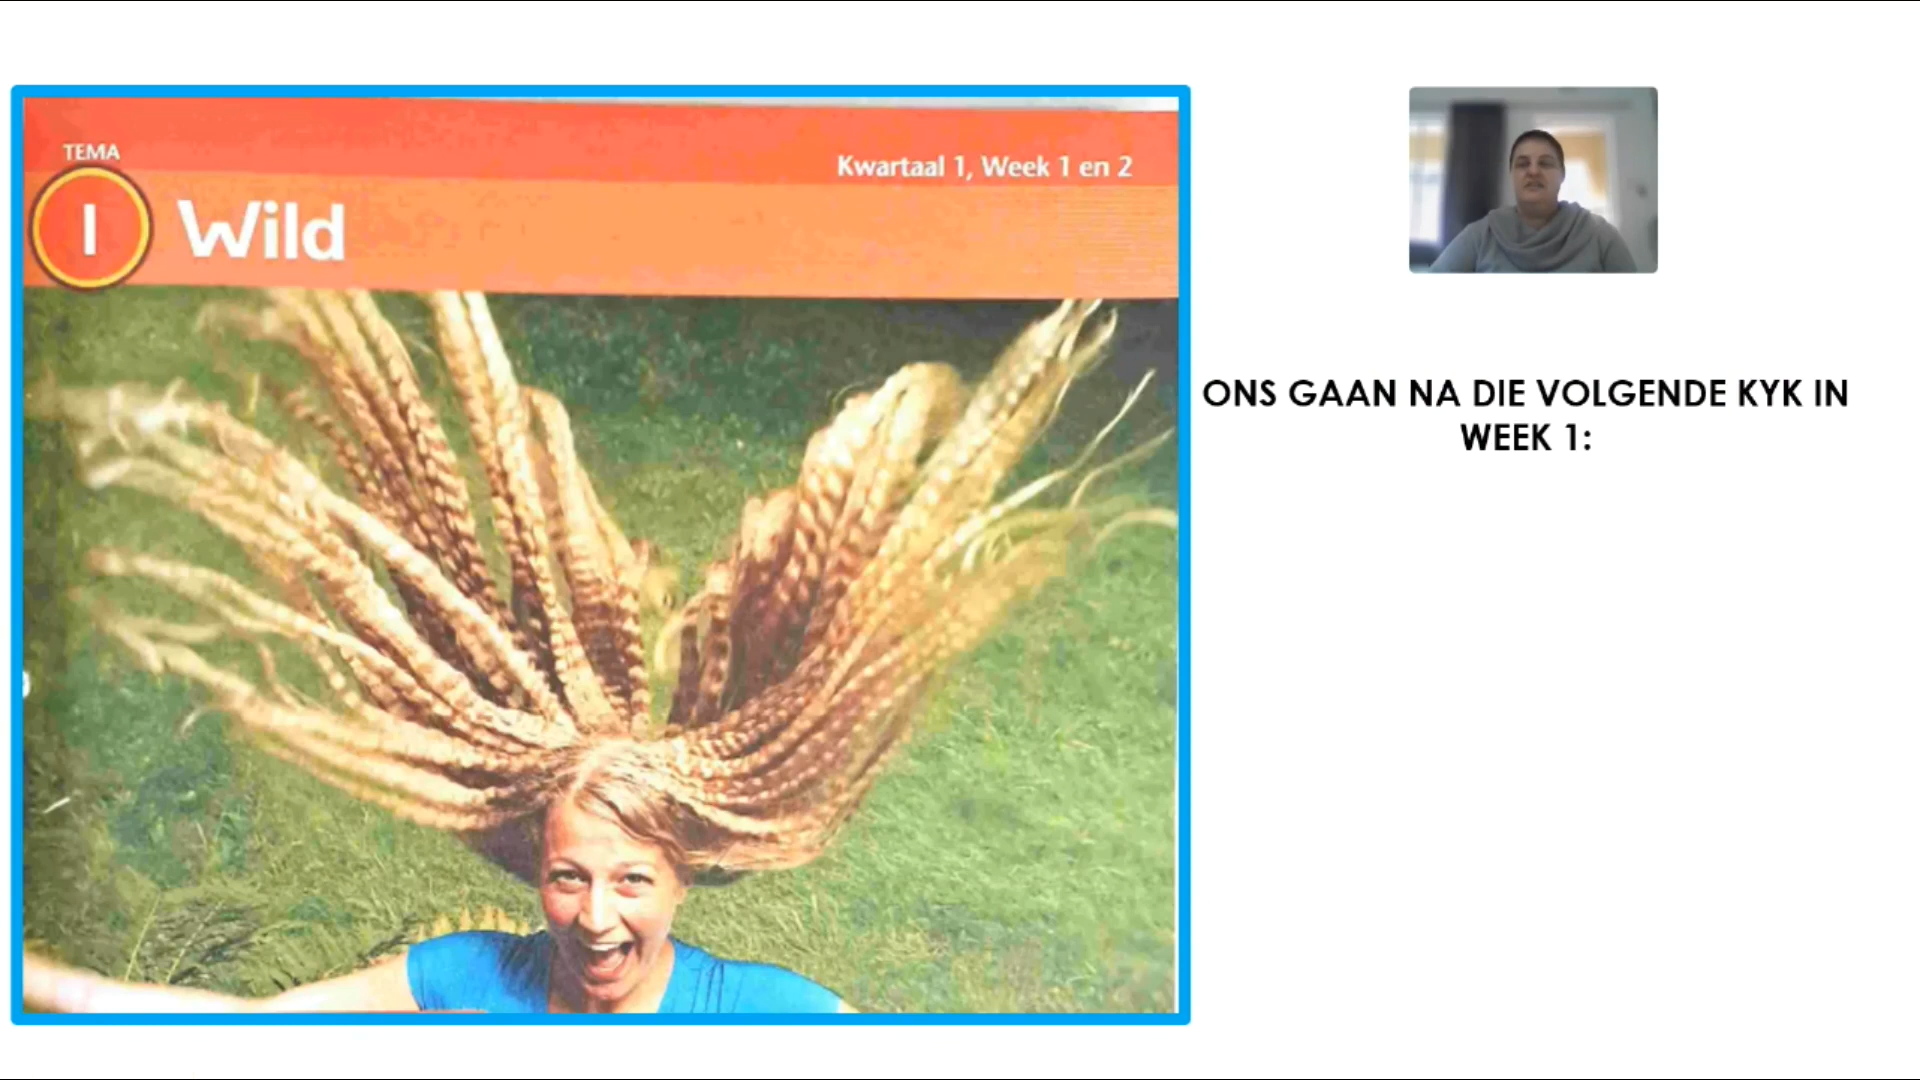 TEMA
1 Wild
Kwartaal 1, Week 1 en 2
ONS GAAN NA DIE VOLGENDE KYK IN
WEEK 1: